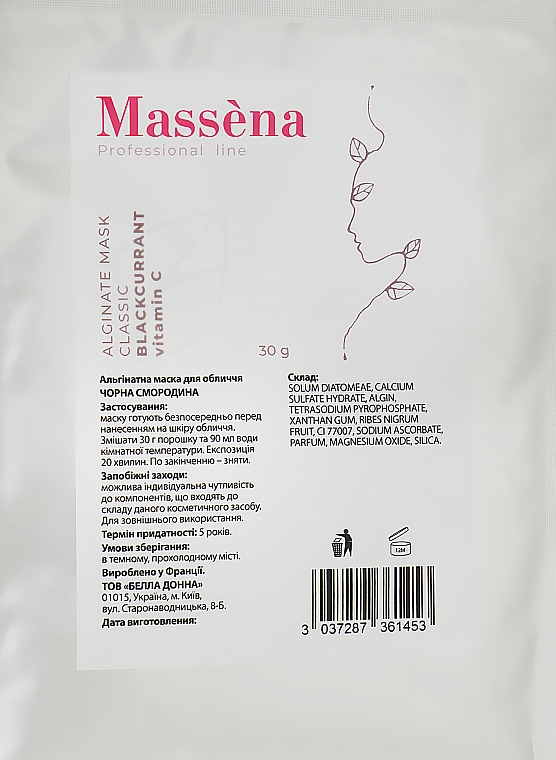 Massèna
Professional line
ALGINATE MASK
CLASSIC
BLACKCURRANT
vitamin C
30 g
Альгінатна маска для обличчя
ЧОРНА СМОРОДИНА
Застосування:
маску готують безпосередньо перед
нанесенням на шкіру обличчя.
Змішати 30 г порошку та 90 мл води
кімнатної температури. Експозиція
20 хвилин. По закінченню – зняти.
Запобіжні заходи:
можлива індивідуальна чутливість
до компонентів, що входять до
складу даного косметичного засобу.
Для зовнішнього використання.
Термін придатності: 5 років.
Умови зберігання:
в темному, прохолодному місті.
Вироблено у Франції.
ТОВ «БЕЛЛА ДОННА»
01015, Україна, м. Київ,
вул. Старонаводницька, 8-Б.
Дата виготовлення:
Склад:
SOLUM DIATOMEAE, CALCIUM
SULFATE HYDRATE, ALGIN,
TETRASODIUM PYROPHOSPHATE,
XANTHAN GUM, RIBES NIGRUM
FRUIT, CI 77007, SODIUM ASCORBATE,
PARFUM, MAGNESIUM OXIDE, SILICA.
12M
3 037287 361453